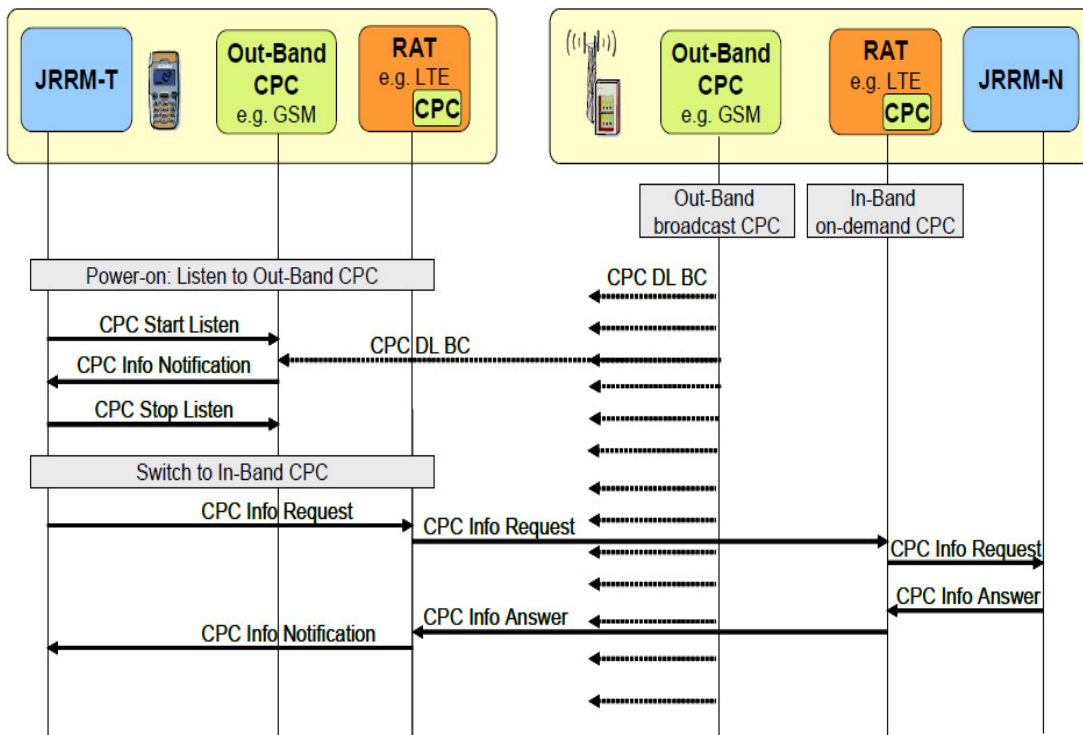 JRRM-T
Out-Band
CPC
e.g. GSM
RAT
e.g. LTE
CPC
Out-Band
CPC
e.g. GSM
RAT
e.g. LTE
CPC
JRRM-N
Out-Band
broadcast CPC
In-Band
on-demand CPC
Power-on: Listen to Out-Band CPC
CPC DL BC
CPC Start Listen
CPC DL BC
CPC Info Notification
CPC Stop Listen
Switch to In-Band CPC
CPC Info Request
CPC Info Request
CPC Info Request
CPC Info Answer
CPC Info Answer
CPC Info Notification